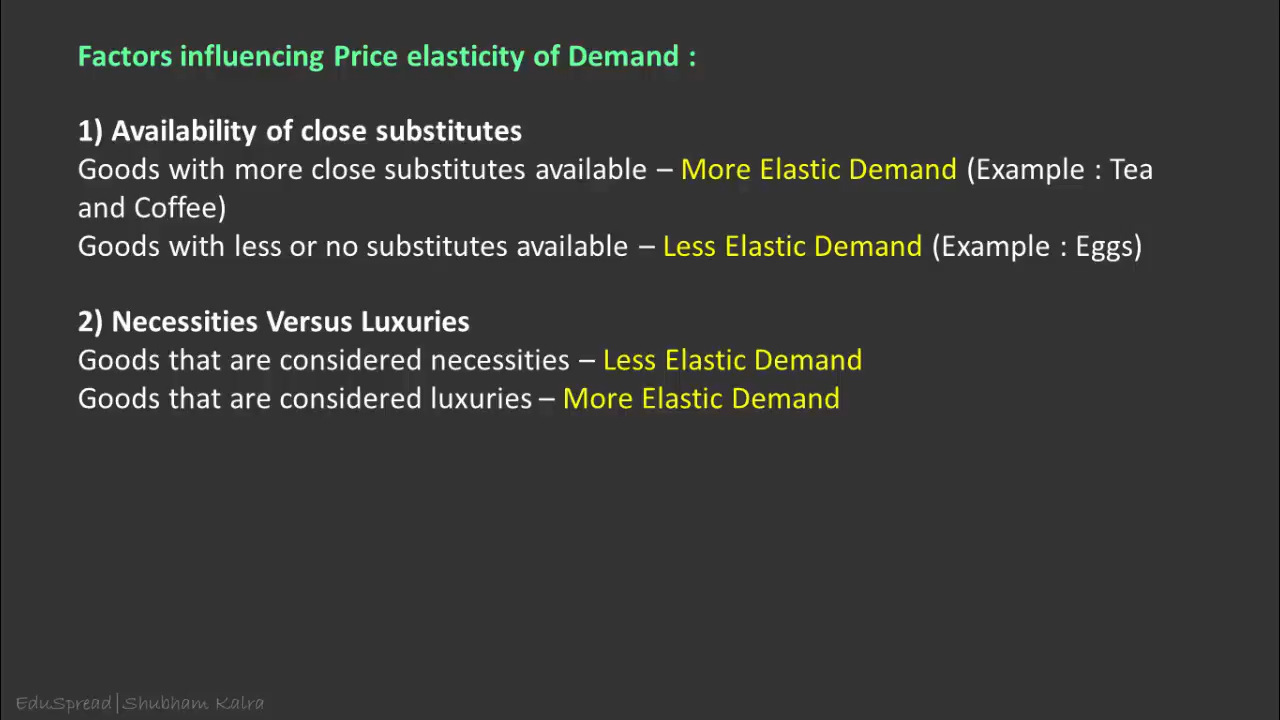 Factors influencing Price elasticity of Demand :
1) Availability of close substitutes
Goods with more close substitutes available – More Elastic Demand (Example : Tea
and Coffee)
Goods with less or no substitutes available – Less Elastic Demand (Example : Eggs)
2) Necessities Versus Luxuries
Goods that are considered necessities – Less Elastic Demand
Goods that are considered luxuries – More Elastic Demand
EduSpread|Shubham Kalra